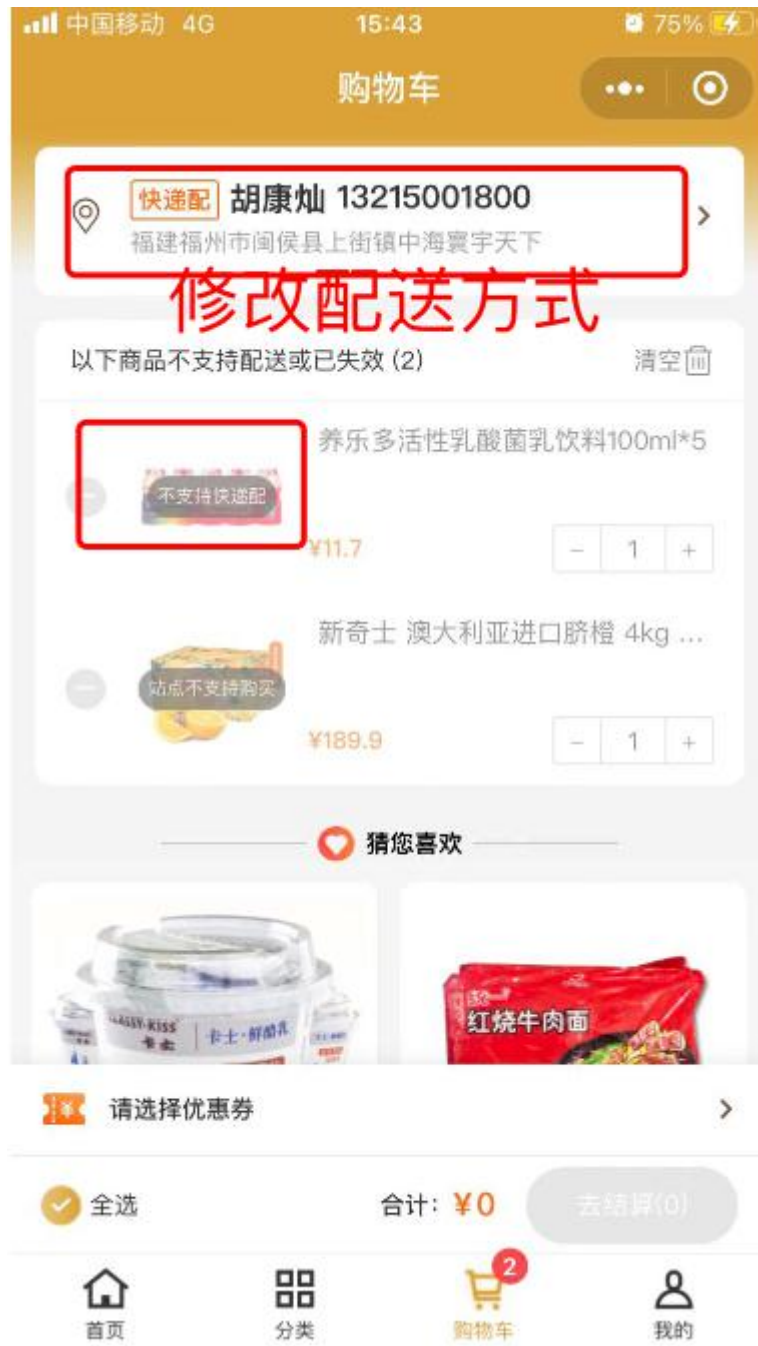 中国移动 4G 15:43 75%
购物车
快递配 胡康灿 13215001800
福建福州市闽侯县上街镇中海寰宇天下
修改配送方式
以下商品不支持配送或已失效 (2) 清空
养乐多活性乳酸菌乳饮料100ml*5
不支持快递配
¥11.7 - 1 +
新奇士 澳大利亚进口脐橙 4kg ...
站点不支持购买
¥189.9 - 1 +
猜您喜欢
CLASSY·KISS
卡士 卡士·鲜酪乳
红烧牛肉面
请选择优惠券
全选 合计: ¥0 去结算(0)
2
首页 分类 购物车 我的